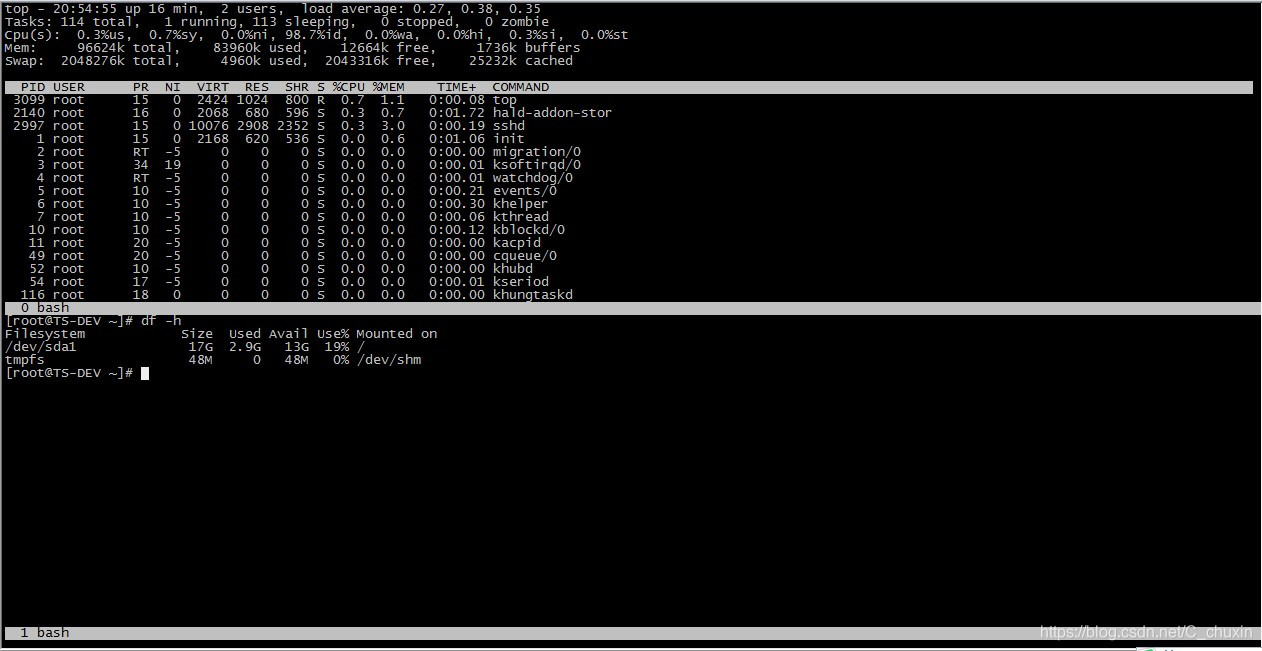 top - 20:54:55 up 16 min,  2 users,  load average: 0.27, 0.38, 0.35
Tasks: 114 total,   1 running, 113 sleeping,   0 stopped,   0 zombie
Cpu(s):  0.3%us,  0.7%sy,  0.0%ni, 98.7%id,  0.0%wa,  0.0%hi,  0.3%si,  0.0%st
Mem:     96624k total,    83960k used,    12664k free,     1736k buffers
Swap:  2048276k total,     4960k used,  2043316k free,    25232k cached
  PID USER      PR  NI  VIRT  RES  SHR S %CPU %MEM    TIME+  COMMAND
 3099 root      15   0  2424 1024  800 R  0.7  1.1   0:00.08 top
 2140 root      16   0  2068  680  596 S  0.3  0.7   0:01.72 hald-addon-stor
 2997 root      15   0 10076 2908 2352 S  0.3  3.0   0:00.19 sshd
    1 root      15   0  2168  620  536 S  0.0  0.6   0:01.06 init
    2 root      RT  -5     0    0    0 S  0.0  0.0   0:00.00 migration/0
    3 root      34  19     0    0    0 S  0.0  0.0   0:00.01 ksoftirqd/0
    4 root      RT  -5     0    0    0 S  0.0  0.0   0:00.01 watchdog/0
    5 root      10  -5     0    0    0 S  0.0  0.0   0:00.21 events/0
    6 root      10  -5     0    0    0 S  0.0  0.0   0:00.30 khelper
    7 root      10  -5     0    0    0 S  0.0  0.0   0:00.06 kthread
   10 root      10  -5     0    0    0 S  0.0  0.0   0:00.12 kblockd/0
   11 root      20  -5     0    0    0 S  0.0  0.0   0:00.00 kacpid
   49 root      20  -5     0    0    0 S  0.0  0.0   0:00.00 cqueue/0
   52 root      10  -5     0    0    0 S  0.0  0.0   0:00.00 khubd
   54 root      17  -5     0    0    0 S  0.0  0.0   0:00.01 kseriod
  116 root      18   0     0    0    0 S  0.0  0.0   0:00.00 khungtaskd
  0 bash
[root@TS-DEV ~]# df -h
Filesystem            Size  Used Avail Use% Mounted on
/dev/sda1              17G  2.9G   13G  19% /
tmpfs                  48M     0   48M   0% /dev/shm
[root@TS-DEV ~]#
  1 bash
https://blog.csdn.net/C_chuxin